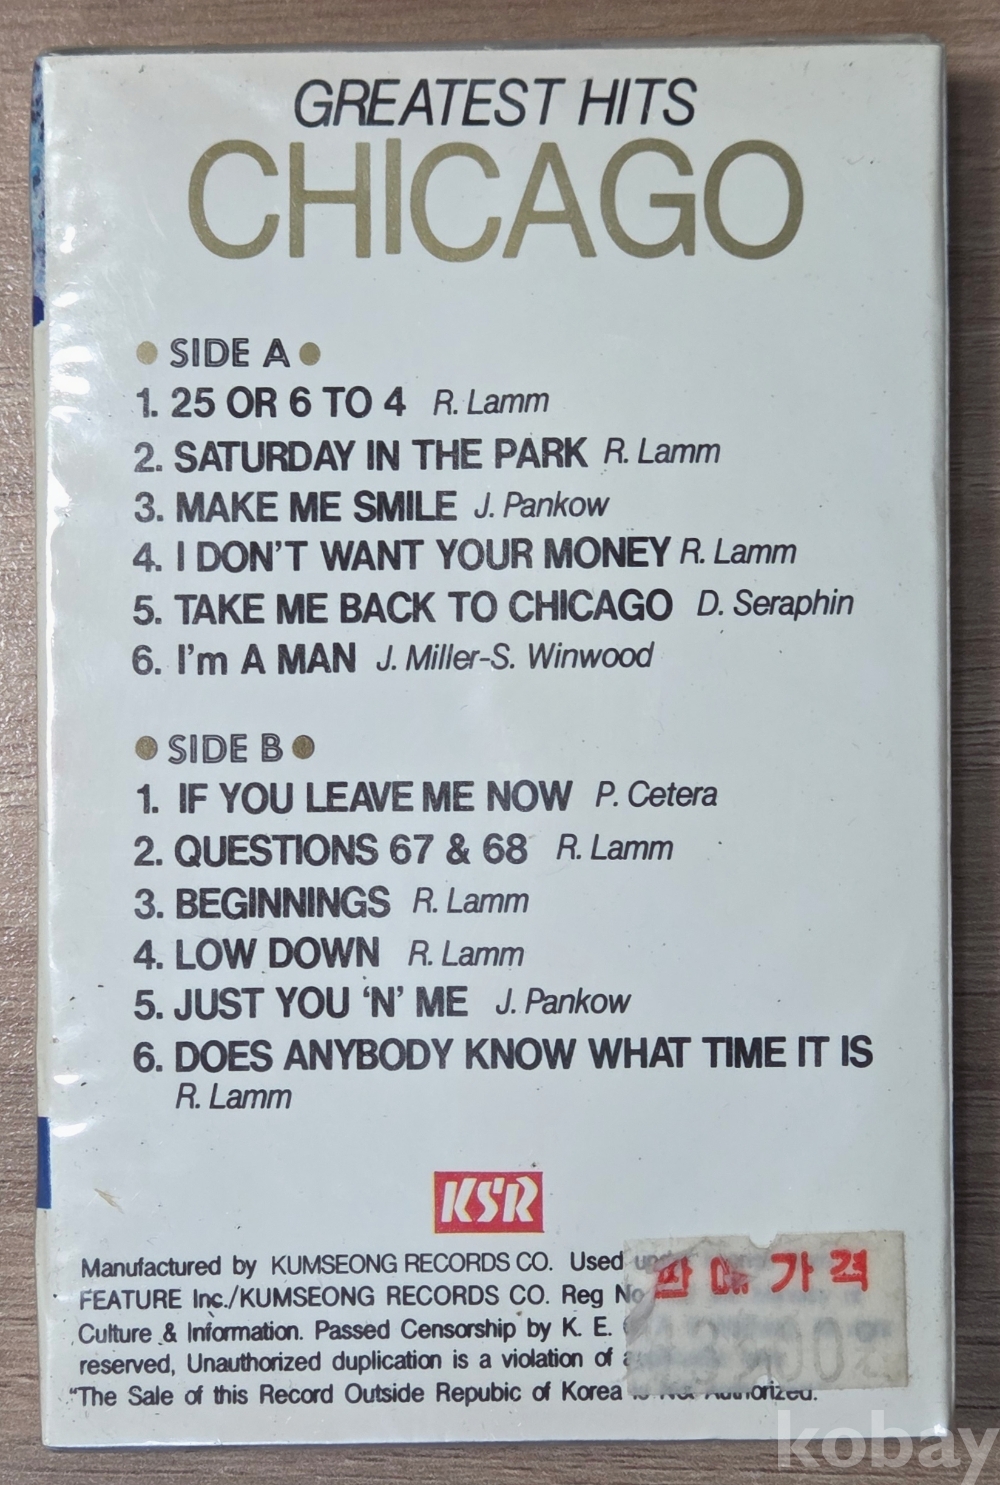 GREATEST HITS
CHICAGO
• SIDE A •
1. 25 OR 6 TO 4 R. Lamm
2. SATURDAY IN THE PARK R. Lamm
3. MAKE ME SMILE J. Pankow
4. I DON'T WANT YOUR MONEY R. Lamm
5. TAKE ME BACK TO CHICAGO D. Seraphin
6. I'm A MAN J. Miller-S. Winwood
• SIDE B •
1. IF YOU LEAVE ME NOW P. Cetera
2. QUESTIONS 67 & 68 R. Lamm
3. BEGINNINGS R. Lamm
4. LOW DOWN R. Lamm
5. JUST YOU 'N' ME J. Pankow
6. DOES ANYBODY KNOW WHAT TIME IT IS
R. Lamm
KSR
Manufactured by KUMSEONG RECORDS CO. Used
판매가격
FEATURE Inc./KUMSEONG RECORDS CO. Reg No
Culture & Information. Passed Censorship by K. E.
reserved, Unauthorized duplication is a violation of
"The Sale of this Record Outside Repubic of Korea is Not Authorized.
kobay